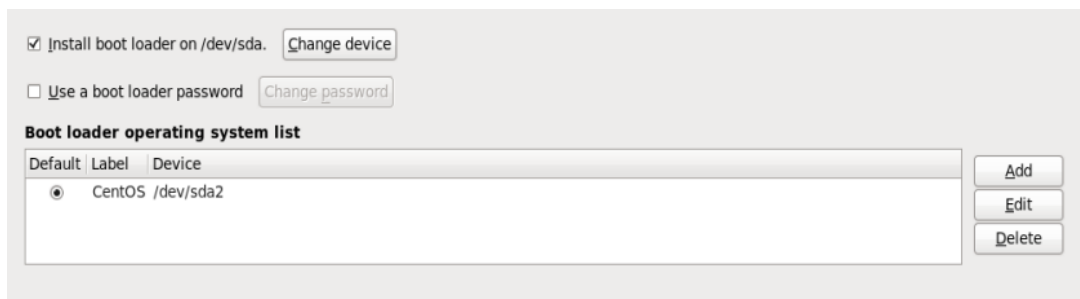 Install boot loader on /dev/sda. Change device
Use a boot loader password Change password
Boot loader operating system list
Default Label Device
CentOS /dev/sda2
Add
Edit
Delete